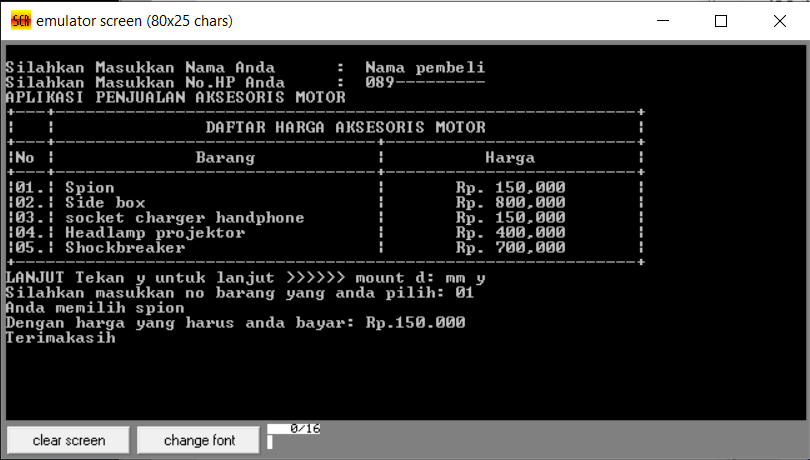 SCR emulator screen (80x25 chars)
Silahkan Masukkan Nama Anda : Nama pembeli
Silahkan Masukkan No.HP Anda : 089---------
APLIKASI PENJUALAN AKSESORIS MOTOR
DAFTAR HARGA AKSESORIS MOTOR
No Barang Harga
01. Spion Rp. 150,000
02. Side box Rp. 800,000
03. socket charger handphone Rp. 150,000
04. Headlamp projektor Rp. 400,000
05. Shockbreaker Rp. 700,000
LANJUT Tekan y untuk lanjut >>>>>> mount d: mm y
Silahkan masukkan no barang yang anda pilih: 01
Anda memilih spion
Dengan harga yang harus anda bayar: Rp.150.000
Terimakasih
clear screen change font 0/16